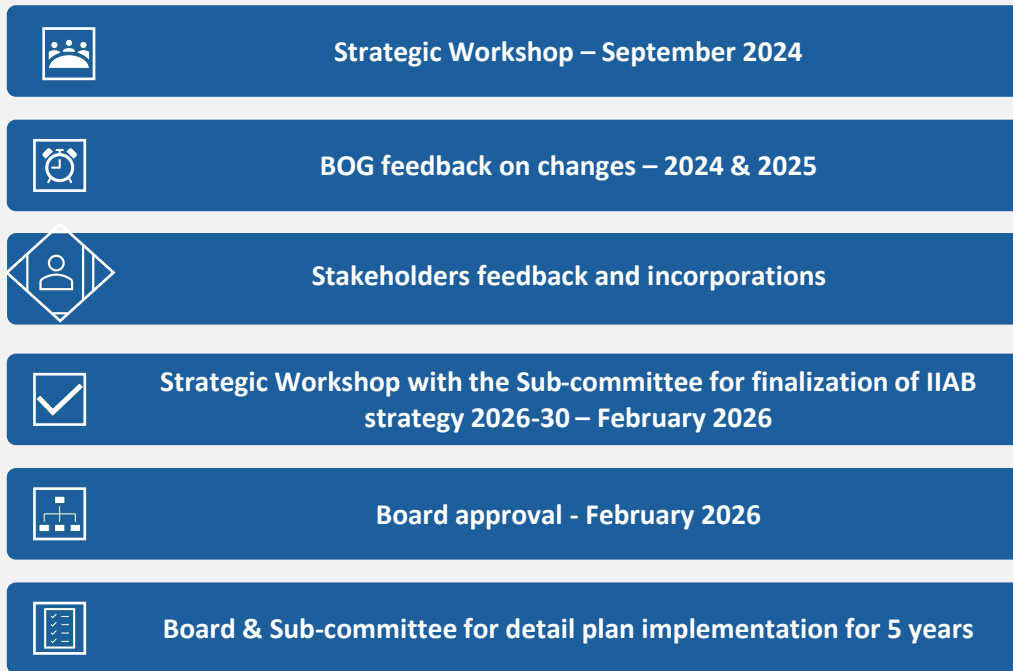 Strategic Workshop – September 2024
BOG feedback on changes – 2024 & 2025
Stakeholders feedback and incorporations
Strategic Workshop with the Sub-committee for finalization of IIAB
strategy 2026-30 – February 2026
Board approval - February 2026
Board & Sub-committee for detail plan implementation for 5 years